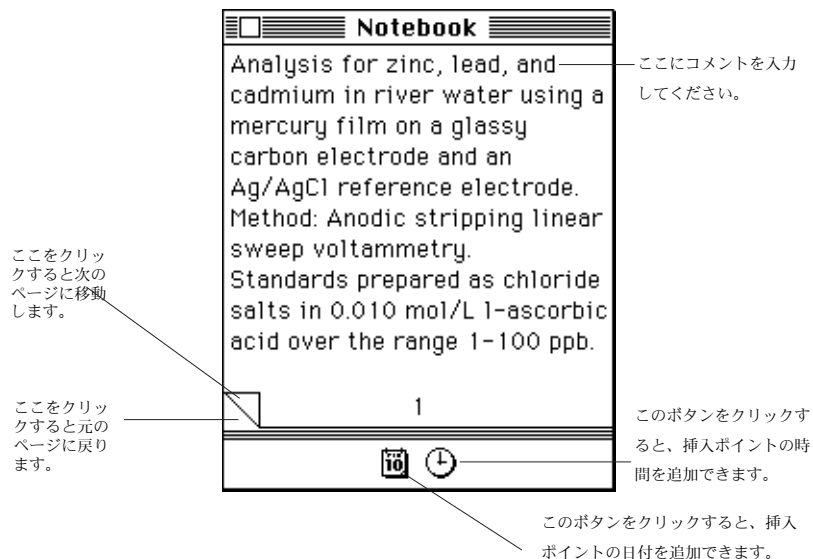 Notebook
Analysis for zinc, lead, and
cadmium in river water using a
mercury film on a glassy
carbon electrode and an
Ag/AgCl reference electrode.
Method: Anodic stripping linear
sweep voltammetry.
Standards prepared as chloride
salts in 0.010 mol/L l-ascorbic
acid over the range 1-100 ppb.
1
10
ここにコメントを入力
してください。
ここをクリッ
クすると次の
ページに移動
します。
ここをクリッ
クすると元の
ページに戻り
ます。
このボタンをクリックす
ると、挿入ポイントの時
間を追加できます。
このボタンをクリックすると、挿入
ポイントの日付を追加できます。